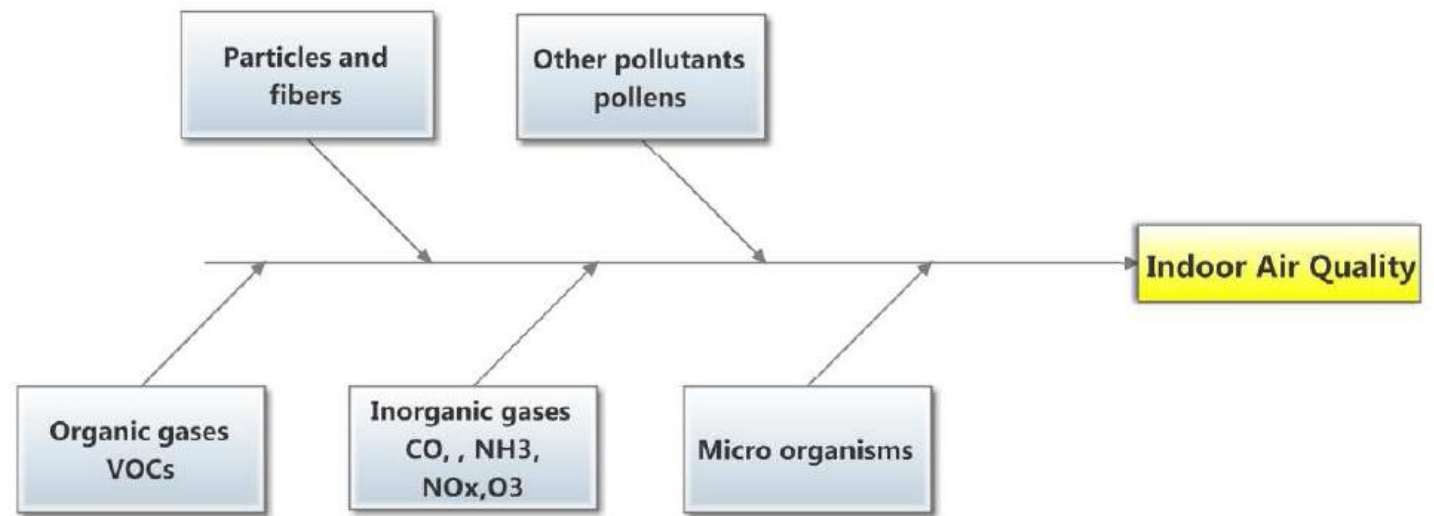 Particles and
fibers
Other pollutants
pollens
Indoor Air Quality
Organic gases
VOCs
Inorganic gases
CO, , NH3,
NOx,O3
Micro organisms